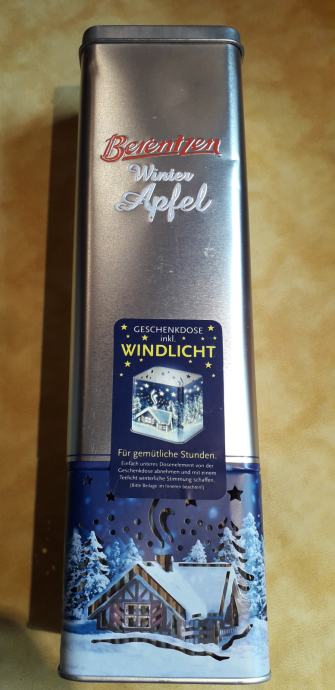 Berentzen
Winter
Apfel
GESCHENKDOSE
inkl.
WINDLICHT
Für gemütliche Stunden.
Einfach unteres Dosenelement von der
Geschenkdose abnehmen und mit einem
Teelicht winterliche Stimmung schaffen.
(Bitte Beilage im Inneren beachten!)